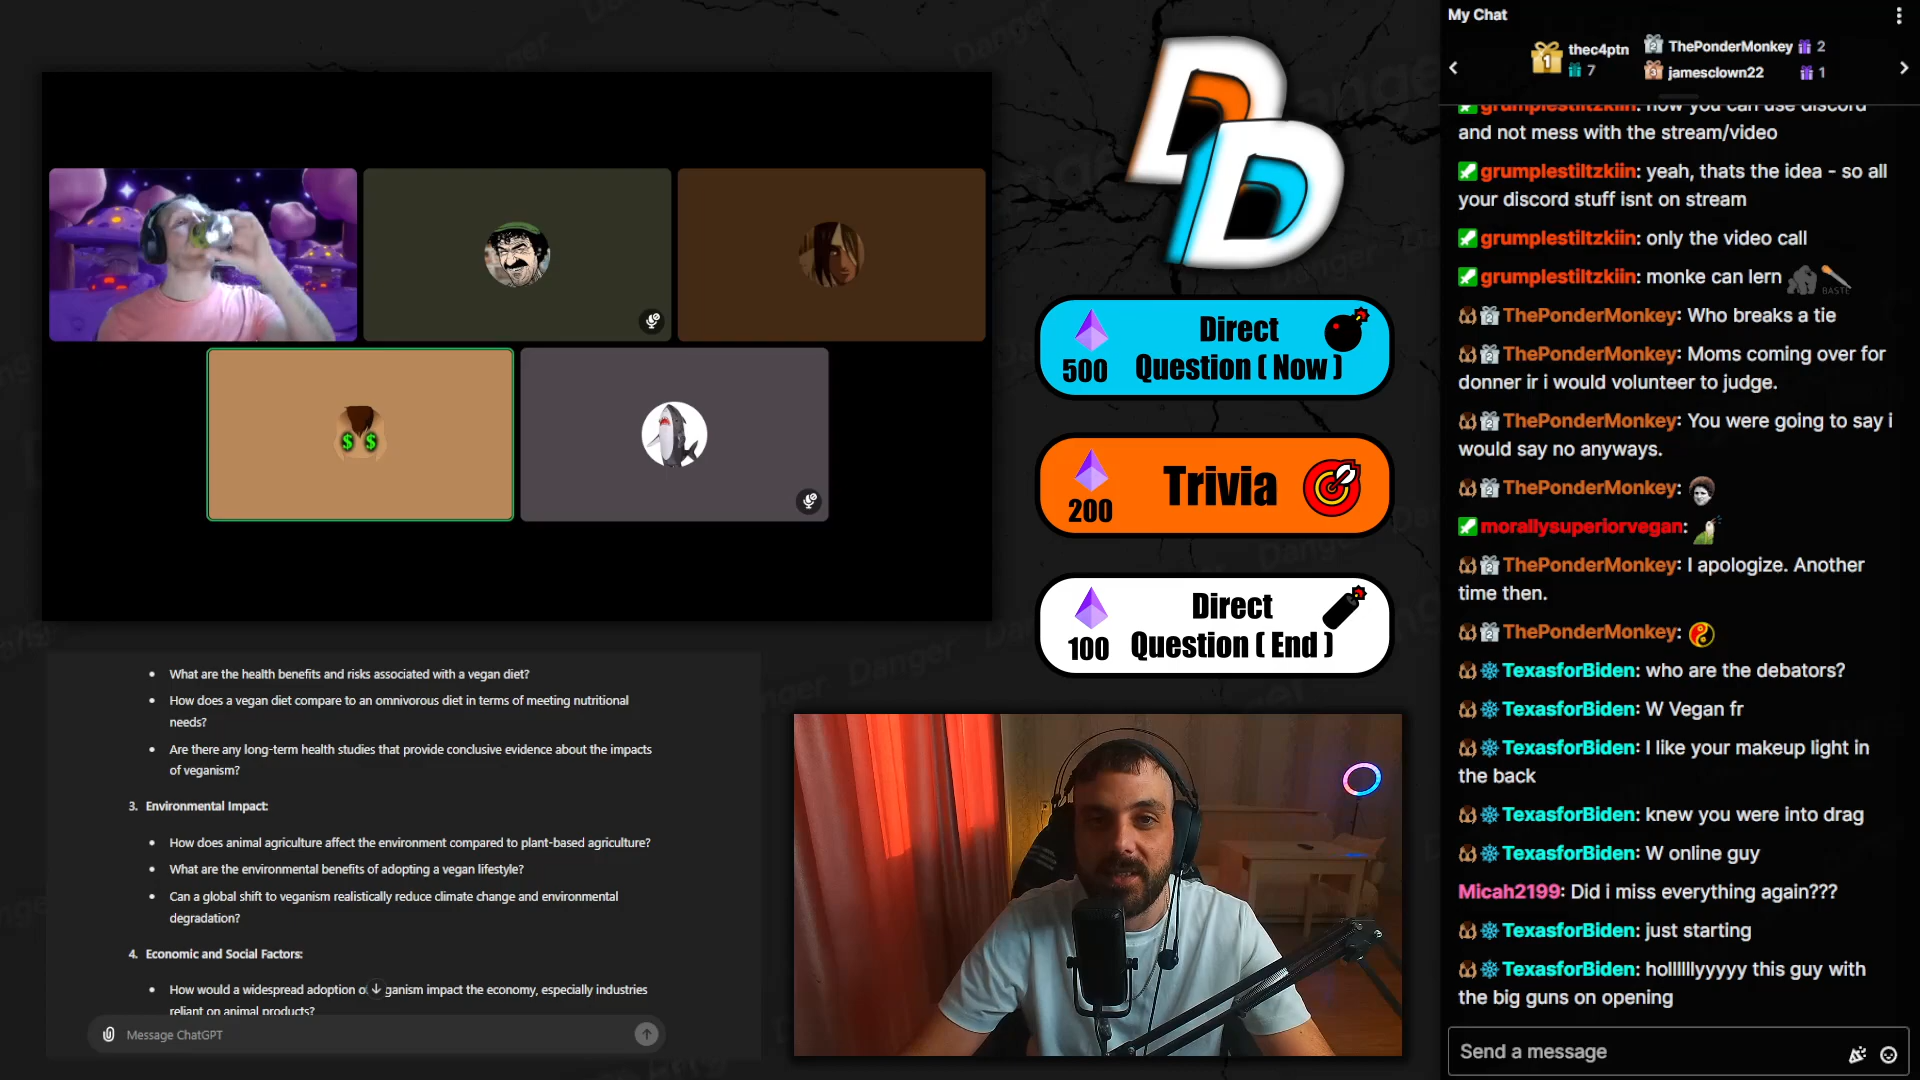 DD
500
Direct
Question ( Now )
200
Trivia
100
Direct
Question ( End )
What are the health benefits and risks associated with a vegan diet?
How does a vegan diet compare to an omnivorous diet in terms of meeting nutritional
needs?
Are there any long-term health studies that provide conclusive evidence about the impacts
of veganism?
3. Environmental Impact:
How does animal agriculture affect the environment compared to plant-based agriculture?
What are the environmental benefits of adopting a vegan lifestyle?
Can a global shift to veganism realistically reduce climate change and environmental
degradation?
4. Economic and Social Factors:
How would a widespread adoption of veganism impact the economy, especially industries
reliant on animal products?
Message ChatGPT
My Chat
1 thec4ptn 7
2 ThePonderMonkey 2
3 jamesclown22 1
grumplestiltzkiin: now you can use discord
and not mess with the stream/video
grumplestiltzkiin: yeah, thats the idea - so all
your discord stuff isnt on stream
grumplestiltzkiin: only the video call
grumplestiltzkiin: monke can lern BASTE
ThePonderMonkey: Who breaks a tie
ThePonderMonkey: Moms coming over for
donner ir i would volunteer to judge.
ThePonderMonkey: You were going to say i
would say no anyways.
ThePonderMonkey:
morallysuperiorvegan:
ThePonderMonkey: I apologize. Another
time then.
ThePonderMonkey:
TexasforBiden: who are the debators?
TexasforBiden: W Vegan fr
TexasforBiden: I like your makeup light in
the back
TexasforBiden: knew you were into drag
TexasforBiden: W online guy
Micah2199: Did i miss everything again???
TexasforBiden: just starting
TexasforBiden: hollllllyyyyy this guy with
the big guns on opening
Send a message